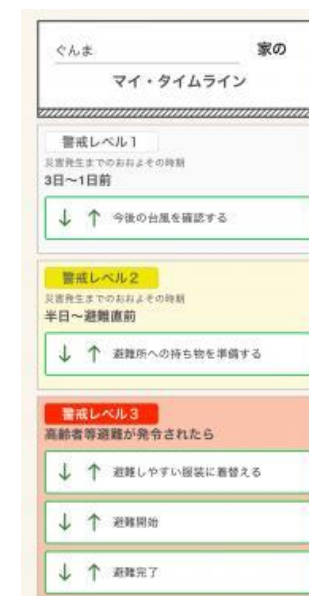 ぐんま 家の
マイ・タイムライン
警戒レベル1
災害発生までのおおよその時期
3日～1日前
↓ ↑ 今後の台風を確認する
警戒レベル2
災害発生までのおおよその時期
半日～避難直前
↓ ↑ 避難所への持ち物を準備する
警戒レベル3
高齢者等避難が発令されたら
↓ ↑ 避難しやすい服装に着替える
↓ ↑ 避難開始
↓ ↑ 避難完了